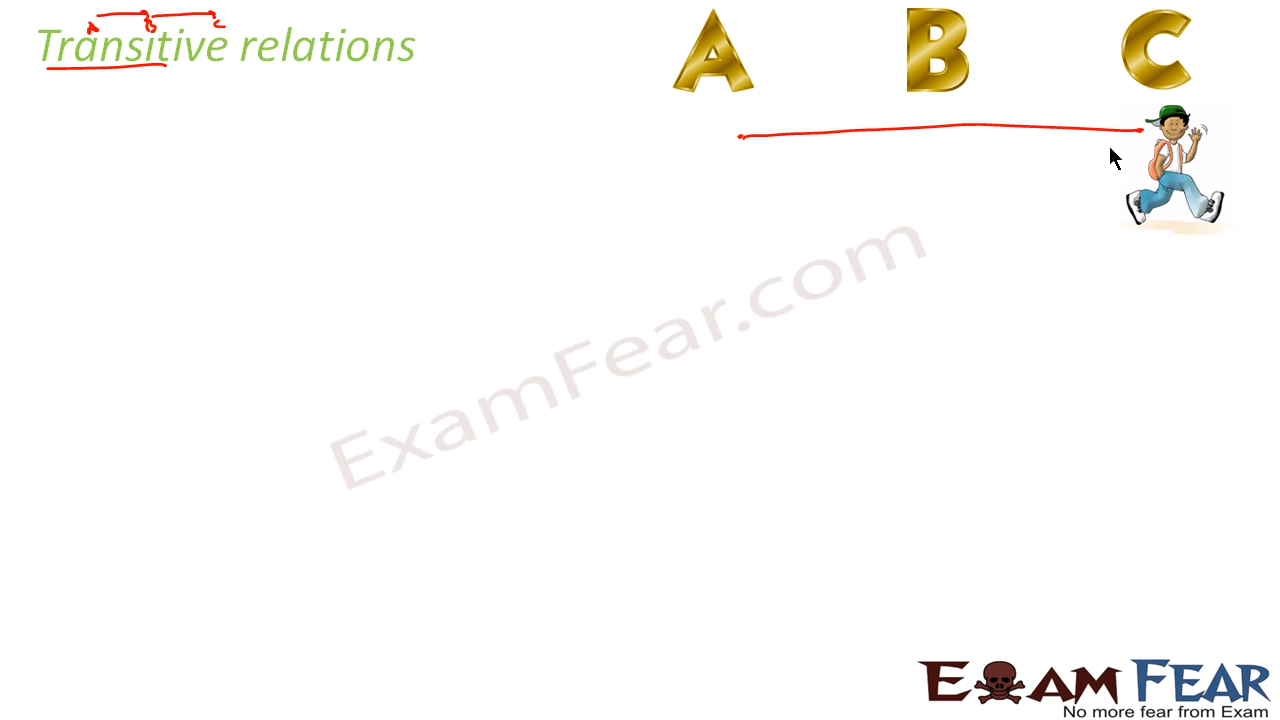 A B C
Transitive relations
A B C
ExamFear.com
EXAM FEAR
No more fear from Exam